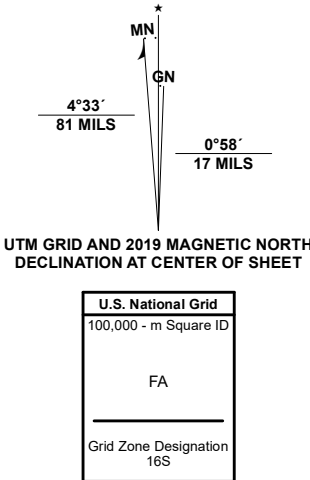 MN
GN
4°33´
81 MILS
0°58´
17 MILS
UTM GRID AND 2019 MAGNETIC NORTH
DECLINATION AT CENTER OF SHEET
U.S. National Grid
100,000 - m Square ID
FA
Grid Zone Designation
16S